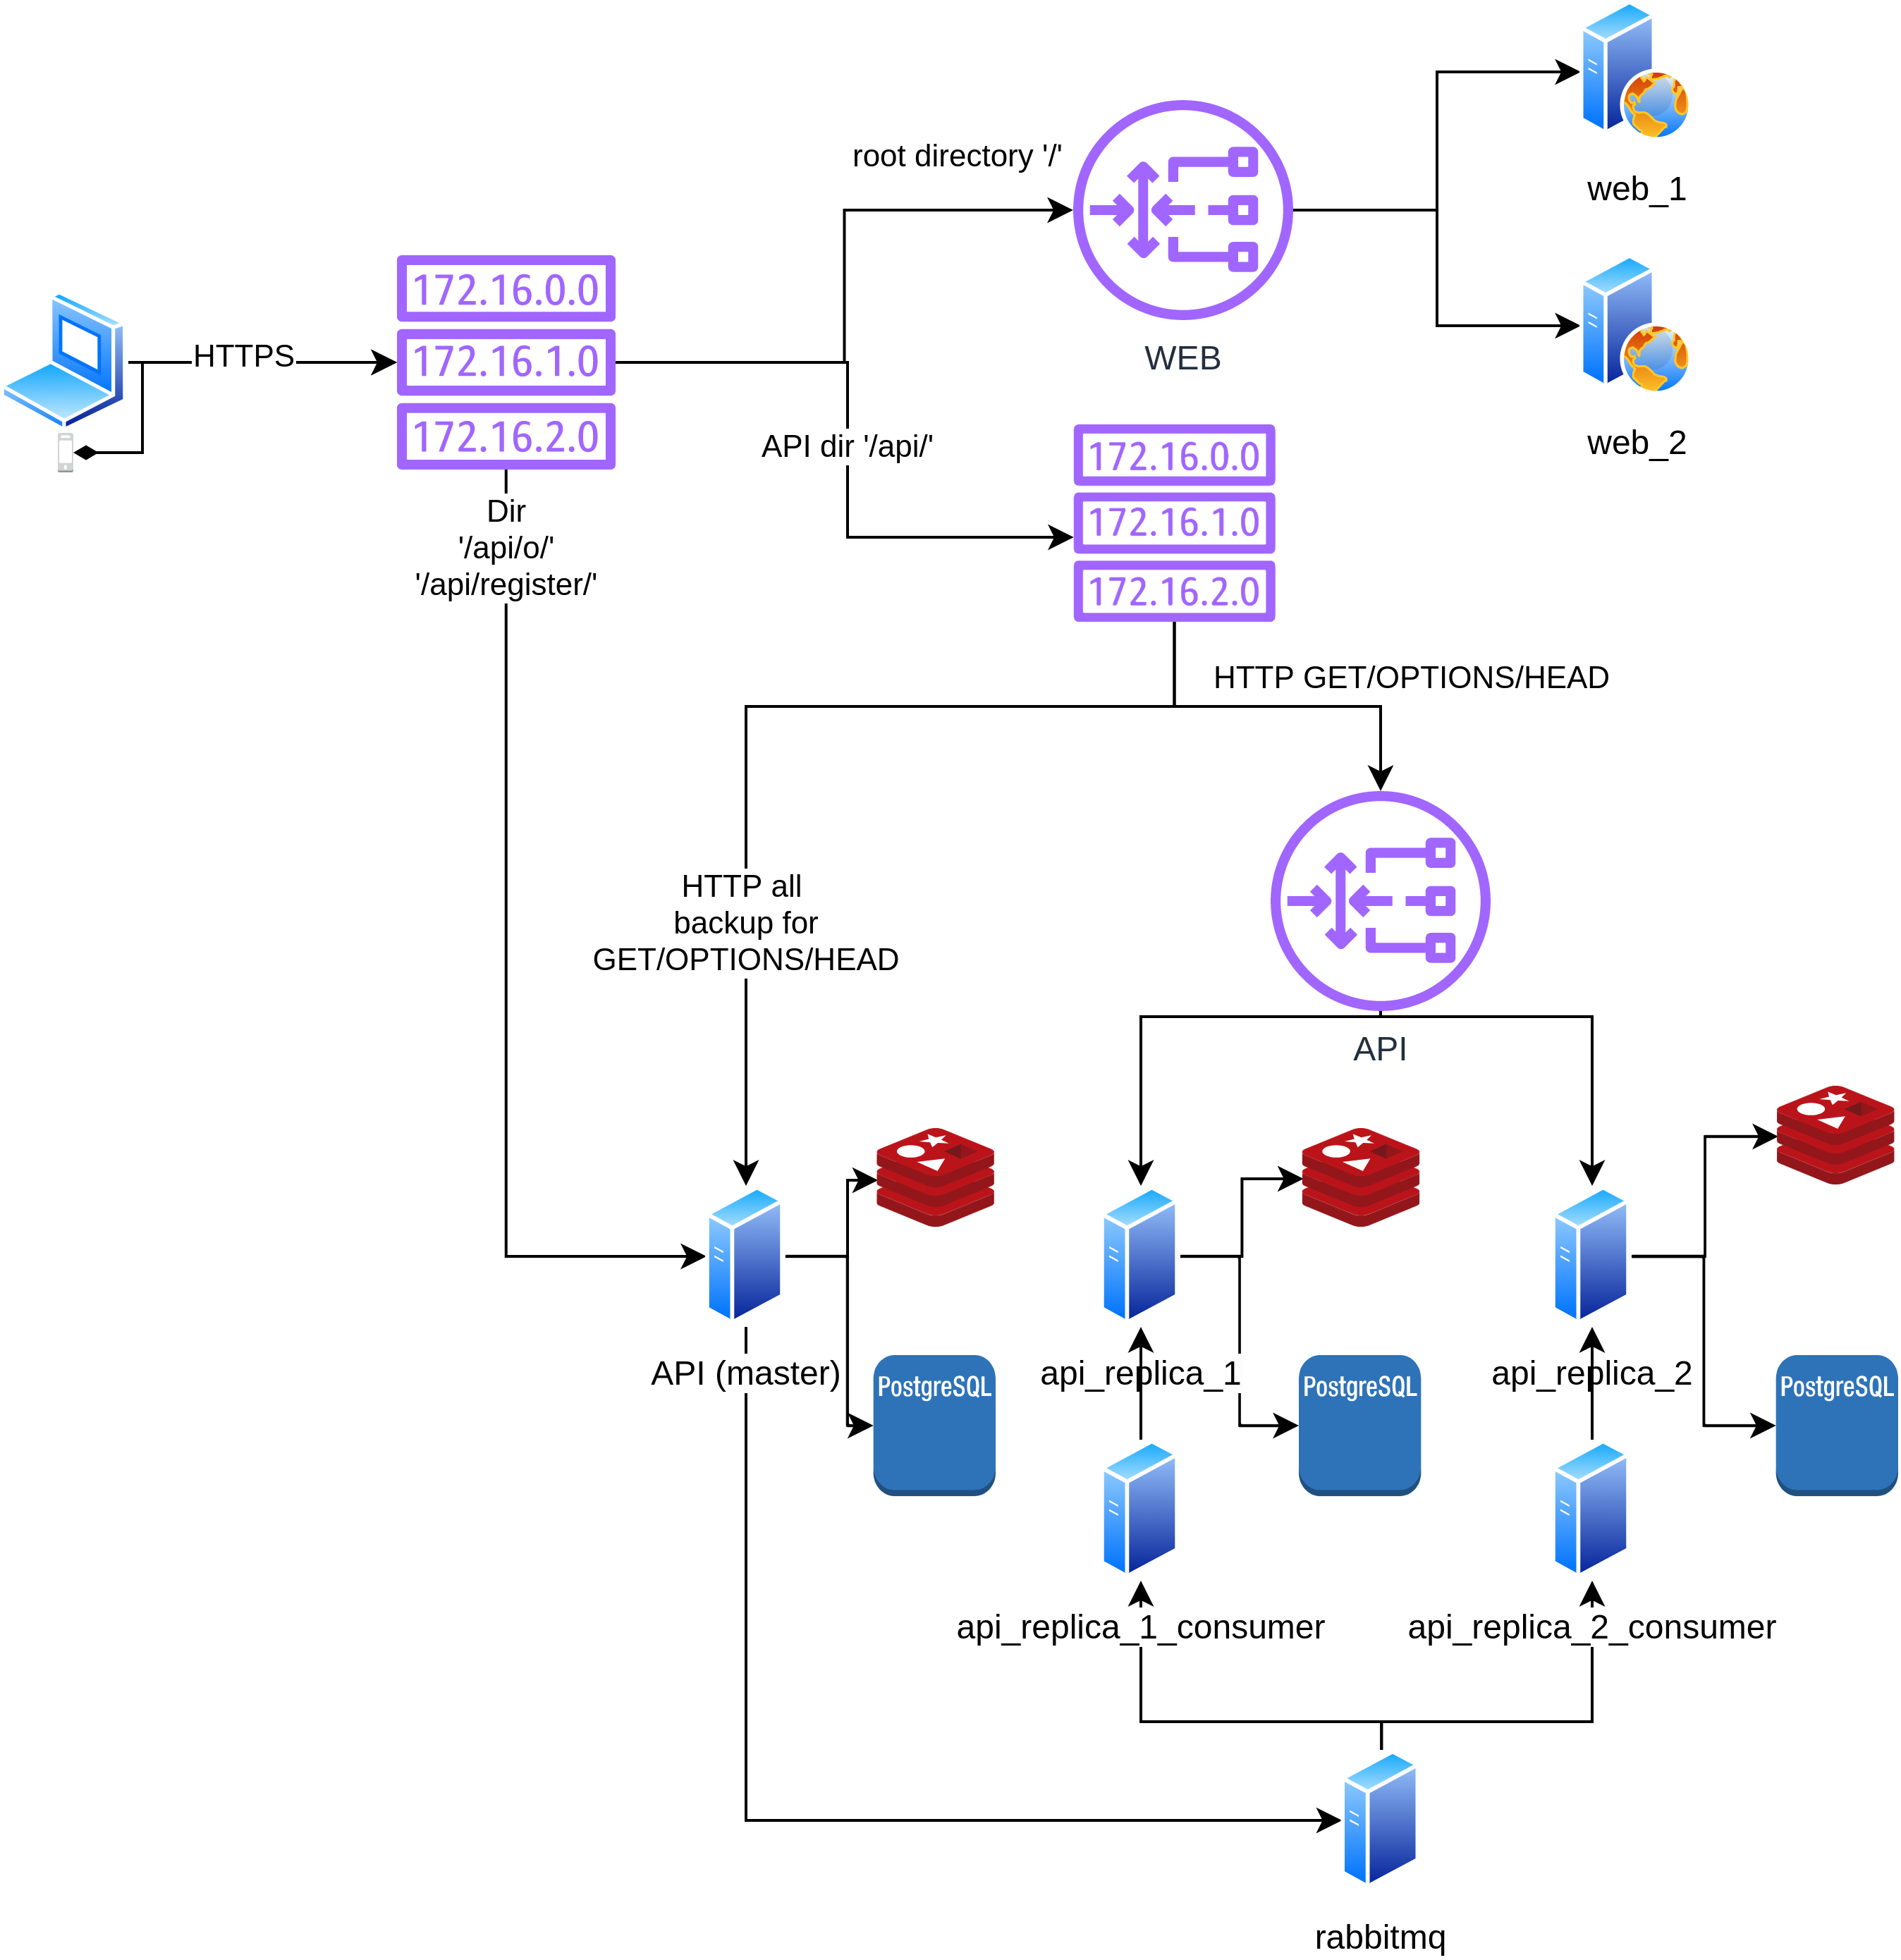 web_1
root directory '/'
172.16.0.0
172.16.1.0
172.16.2.0
HTTPS
WEB
web_2
API dir '/api/'
172.16.0.0
172.16.1.0
172.16.2.0
Dir
'/api/o/'
'/api/register/'
HTTP GET/OPTIONS/HEAD
HTTP all
backup for
GET/OPTIONS/HEAD
API
API (master)
PostgreSQL
api_replica_1
PostgreSQL
api_replica_2
PostgreSQL
api_replica_1_consumer
api_replica_2_consumer
rabbitmq